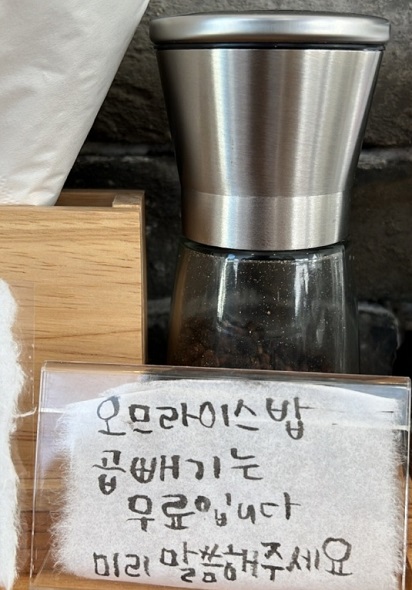 오므라이스밥
곱빼기는
무료입니다
미리 말씀해주세요